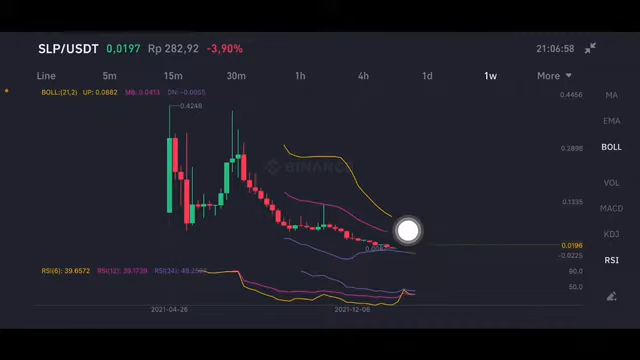 SLP/USDT 0,0197 Rp 282,92 -3,90% 21:06:58
Line 5m 15m 30m 1h 4h 1d 1w More
BOLL:(21,2) UP: 0.0882 MB: 0.0413 DN: -0.0055
0.4456
MA
0.4248
EMA
0.2898
BOLL
BINANCE
VOL
0.1335
MACD
KDJ
0.0196
-0.0225
RSI
RSI(6): 39.6572 RSI(12): 39.1739 RSI(24):
90.0
50.0
2021-04-26 2021-12-06